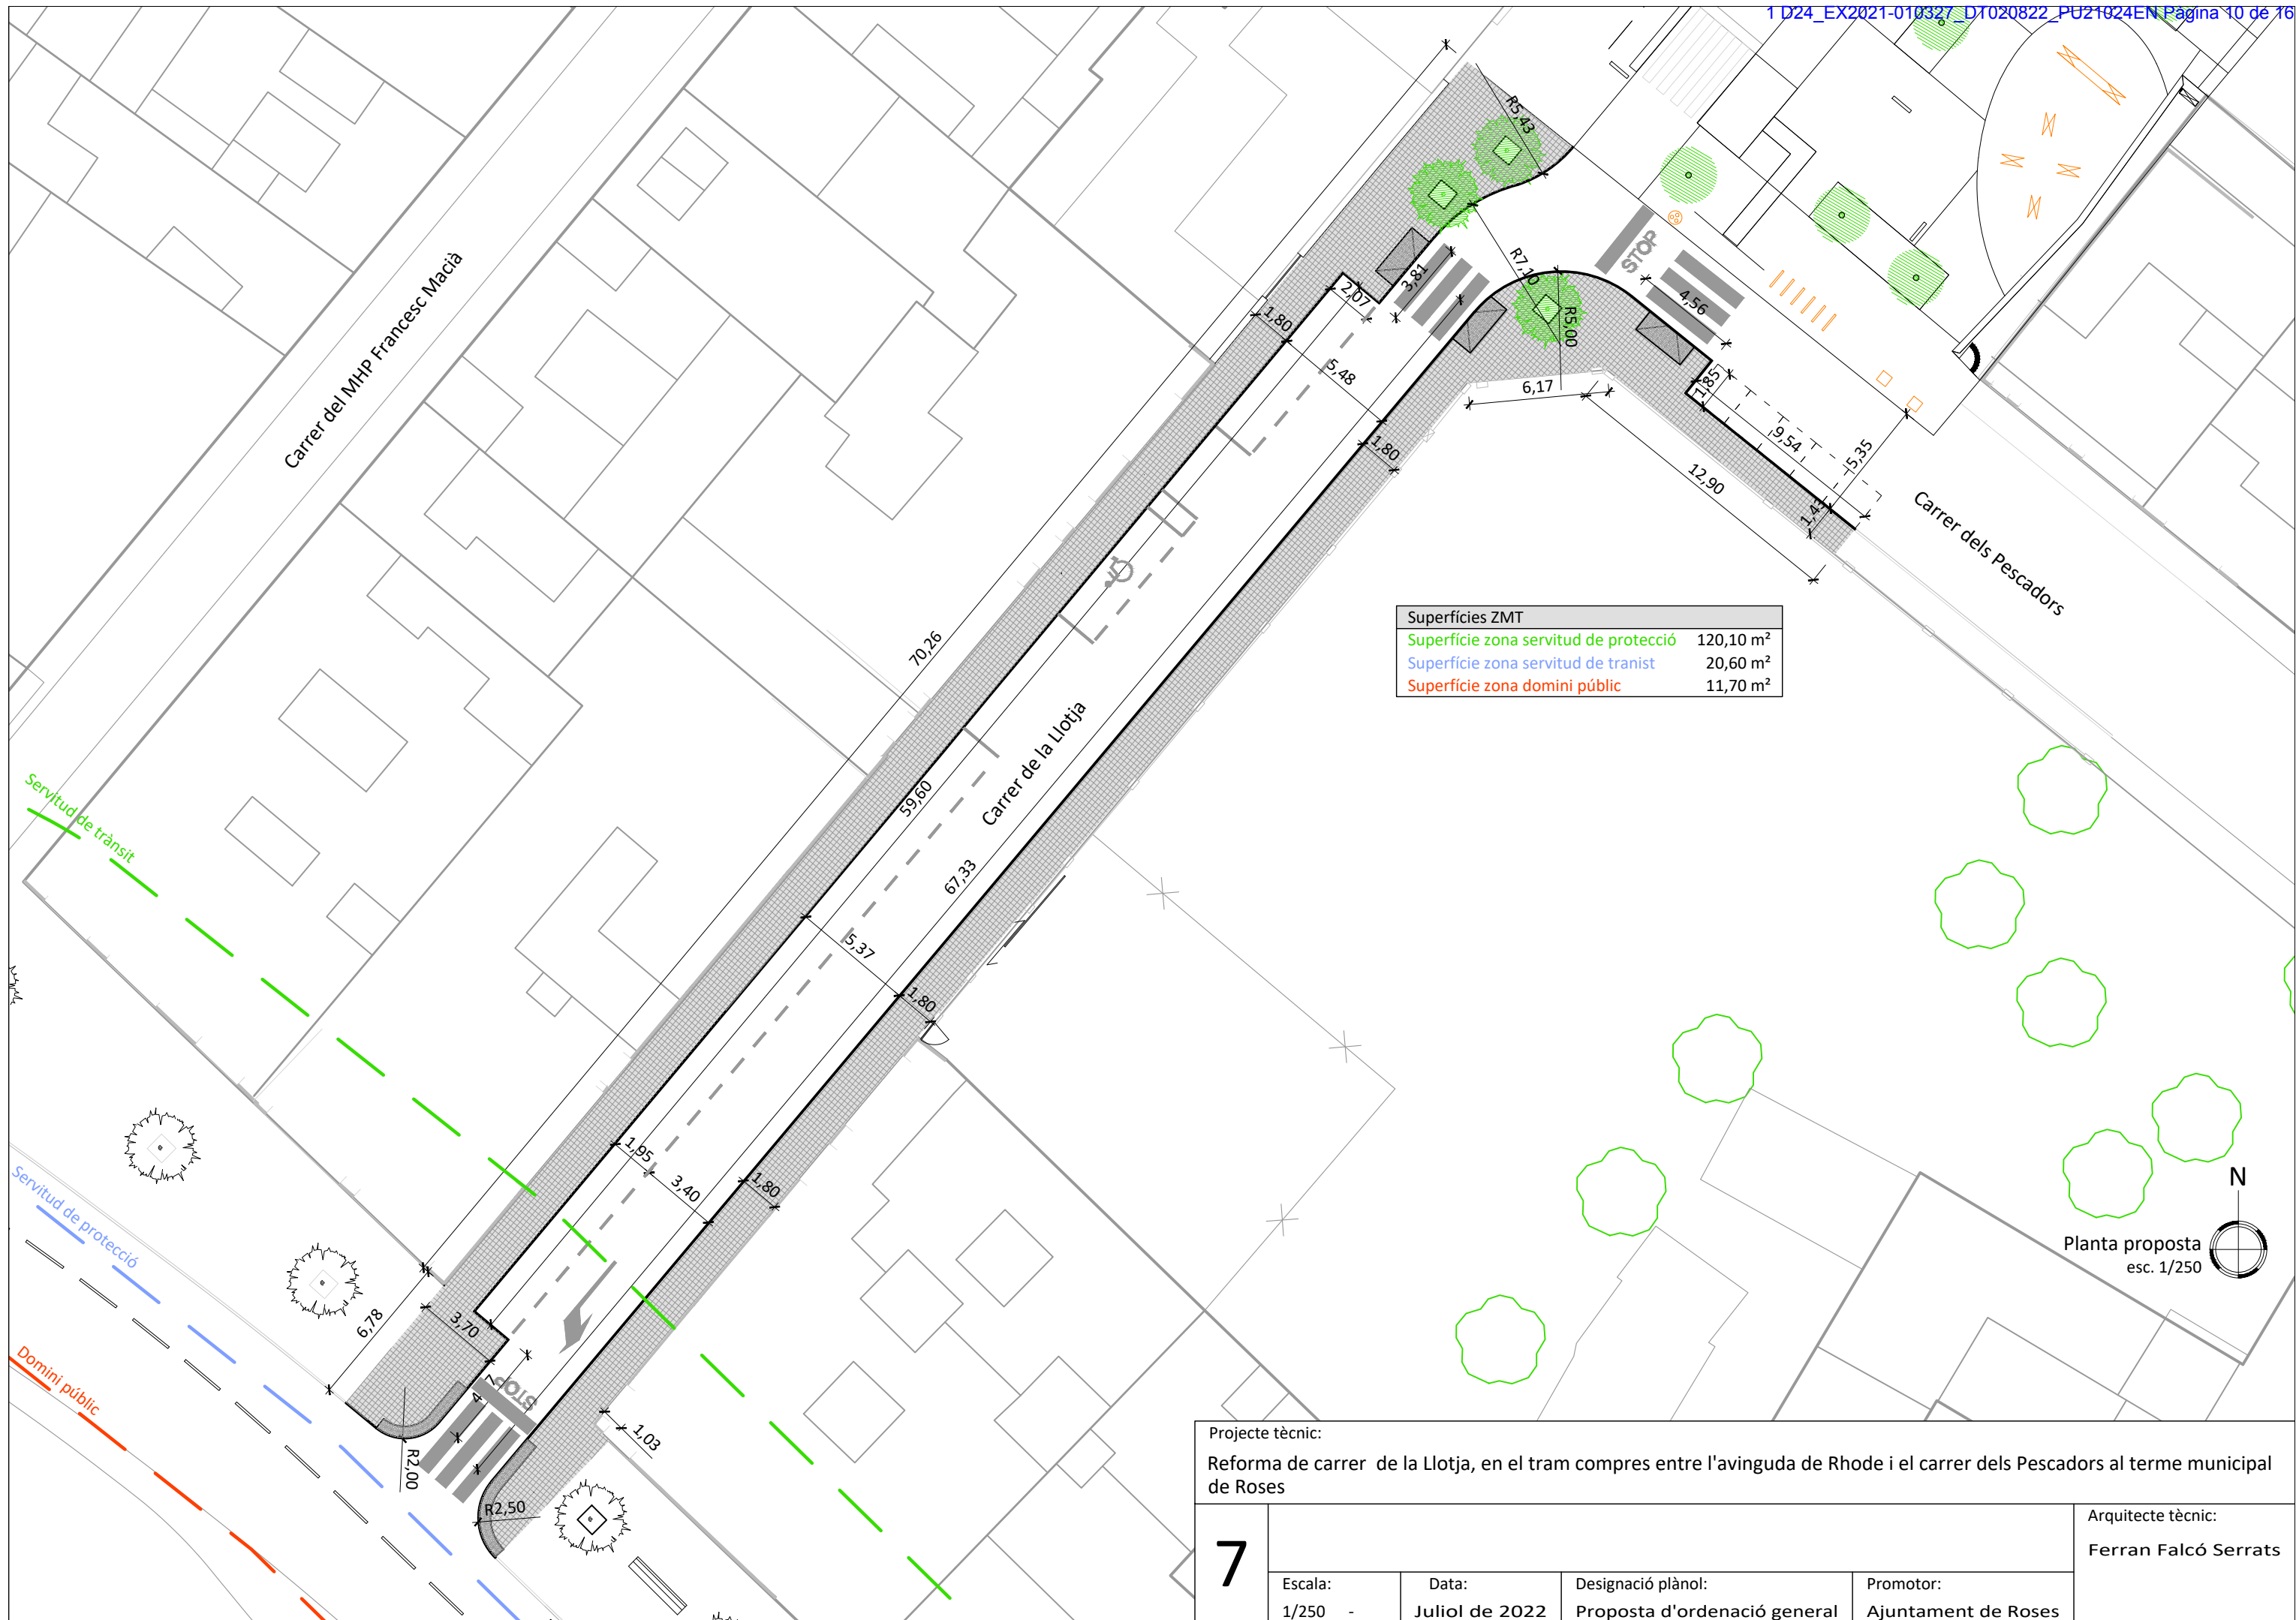 1 D24_EX2021-010327_DT020822_PU21024EN Pàgina 10 de 16
R5,43
Carrer del MHP Francesc Macià
STOP
R7,10
3,81
2,07
4,56
1,80
R5,00
5,48
6,17
1,85
9,54
1,80
5,35
12,90
Carrer dels Pescadors
Superfícies ZMT
Superfície zona servitud de protecció 120,10 m²
Superfície zona servitud de tranist 20,60 m²
Superfície zona domini públic 11,70 m²
70,26
Carrer de la Llotja
59,60
67,33
Servitud de trànsit
5,37
1,80
1,95
3,40
1,80
Servitud de protecció
N
Planta proposta
esc. 1/250
6,78
3,70
Domini públic
STOP
1,03
R2,00
R2,50
Projecte tècnic:
Reforma de carrer de la Llotja, en el tram compres entre l'avinguda de Rhode i el carrer dels Pescadors al terme municipal
de Roses
7
Arquitecte tècnic:
Ferran Falcó Serrats
Escala:
1/250 -
Data:
Juliol de 2022
Designació plànol:
Proposta d'ordenació general
Promotor:
Ajuntament de Roses